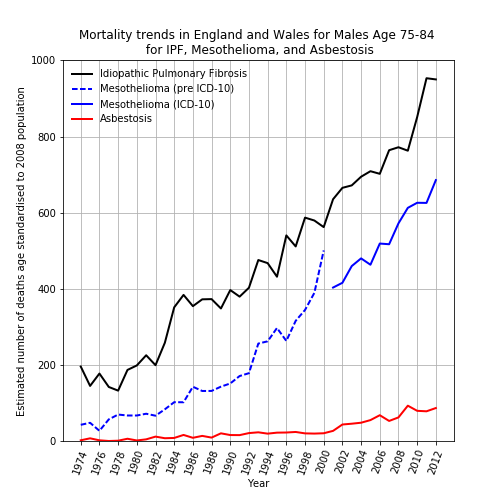 Mortality trends in England and Wales for Males Age 75-84
for IPF, Mesothelioma, and Asbestosis
Estimated number of deaths age standardised to 2008 population
1000
800
600
400
200
0
Idiopathic Pulmonary Fibrosis
Mesothelioma (pre ICD-10)
Mesothelioma (ICD-10)
Asbestosis
1974 1976 1978 1980 1982 1984 1986 1988 1990 1992 1994 1996 1998 2000 2002 2004 2006 2008 2010 2012
Year